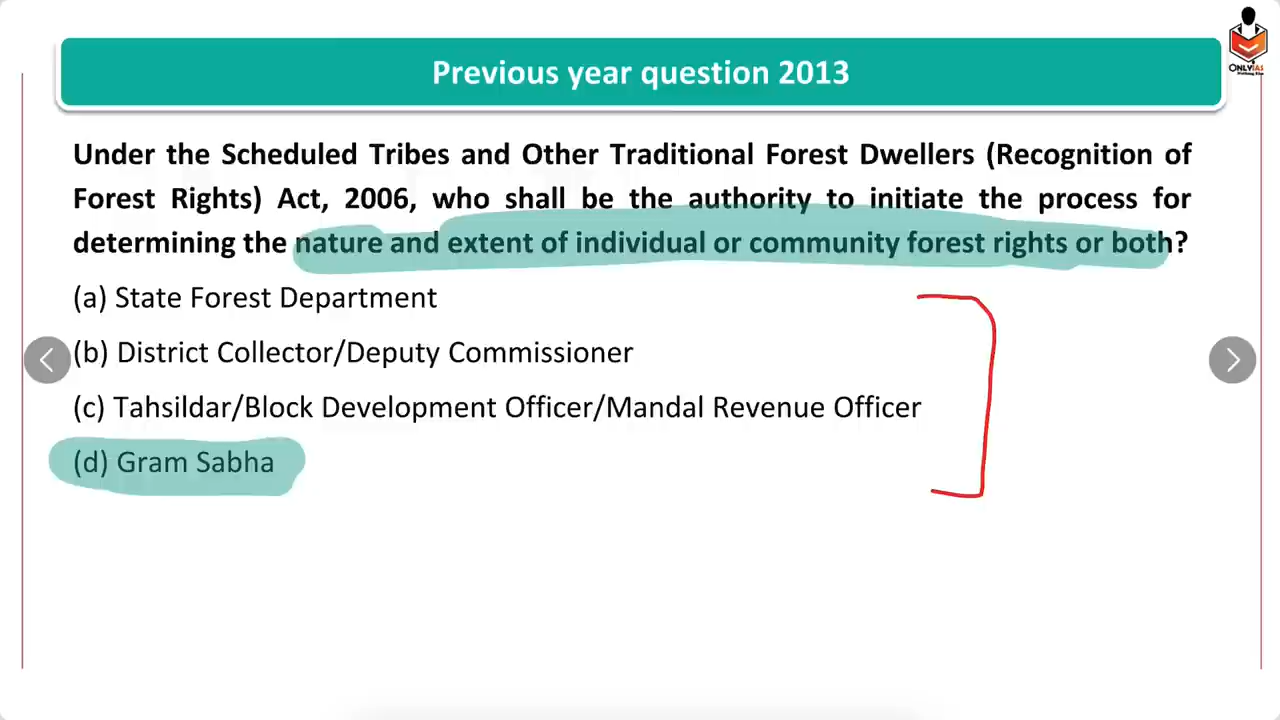 ONLYIAS
Nothing Else
Previous year question 2013
Under the Scheduled Tribes and Other Traditional Forest Dwellers (Recognition of
Forest Rights) Act, 2006, who shall be the authority to initiate the process for
determining the nature and extent of individual or community forest rights or both?
(a) State Forest Department
(b) District Collector/Deputy Commissioner
(c) Tahsildar/Block Development Officer/Mandal Revenue Officer
(d) Gram Sabha